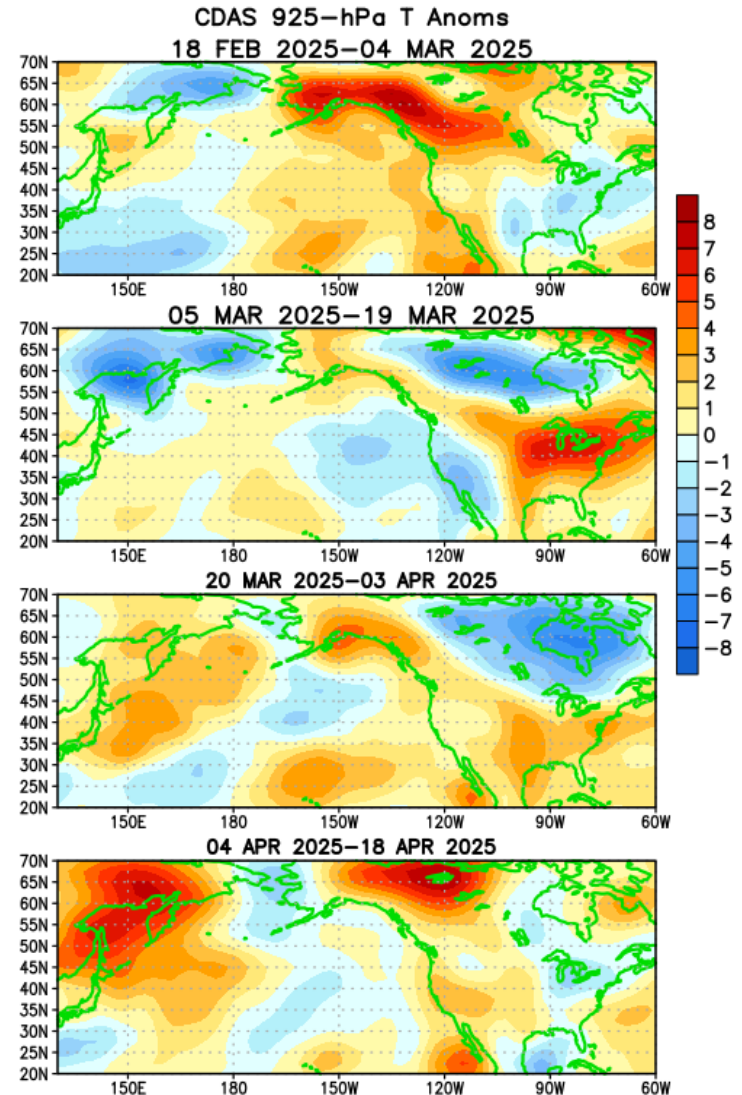 CDAS 925-hPa T Anoms
18 FEB 2025-04 MAR 2025
70N
65N
60N
55N
50N
45N
40N
35N
30N
25N
20N
150E 180 150W 120W 90W 60W
05 MAR 2025-19 MAR 2025
70N
65N
60N
55N
50N
45N
40N
35N
30N
25N
20N
150E 180 150W 120W 90W 60W
20 MAR 2025-03 APR 2025
70N
65N
60N
55N
50N
45N
40N
35N
30N
25N
20N
150E 180 150W 120W 90W 60W
04 APR 2025-18 APR 2025
70N
65N
60N
55N
50N
45N
40N
35N
30N
25N
20N
150E 180 150W 120W 90W 60W
8
7
6
5
4
3
2
1
0
-1
-2
-3
-4
-5
-6
-7
-8